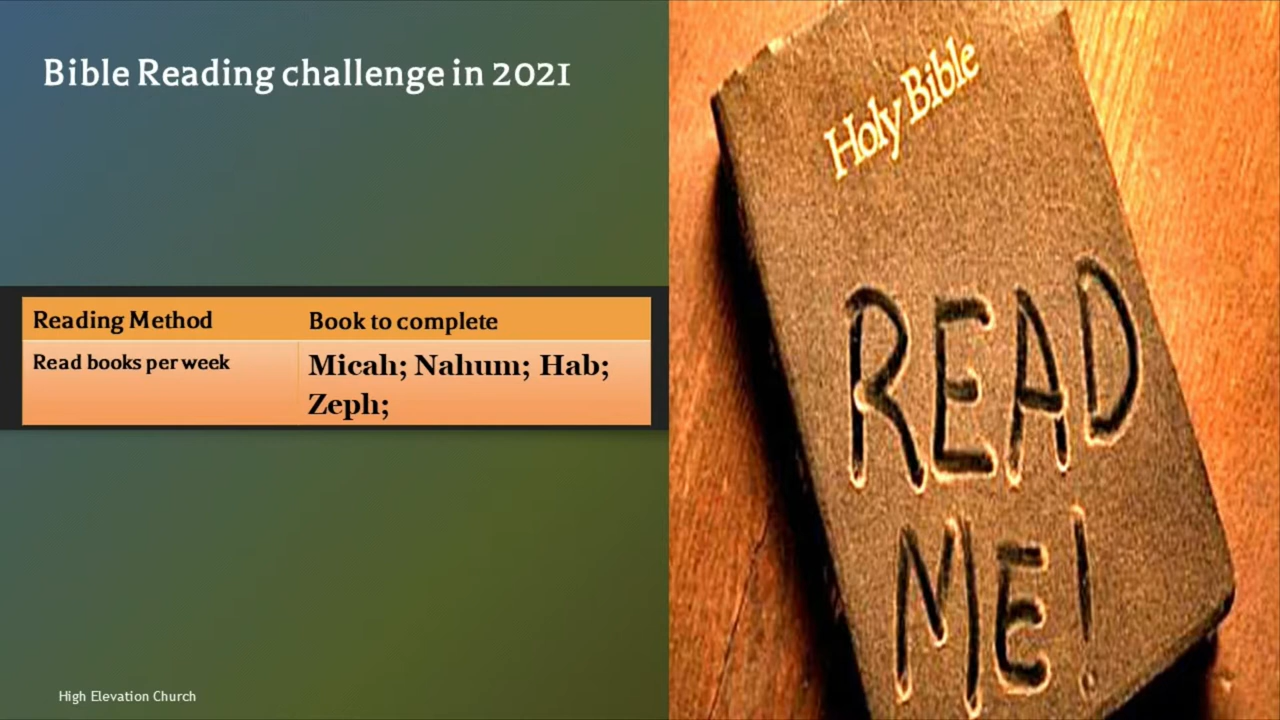 Bible Reading challenge in 2021
Reading Method
Book to complete
Read books per week
Micah; Nahum; Hab;
Zeph;
High Elevation Church
Holy Bible
READ
ME!